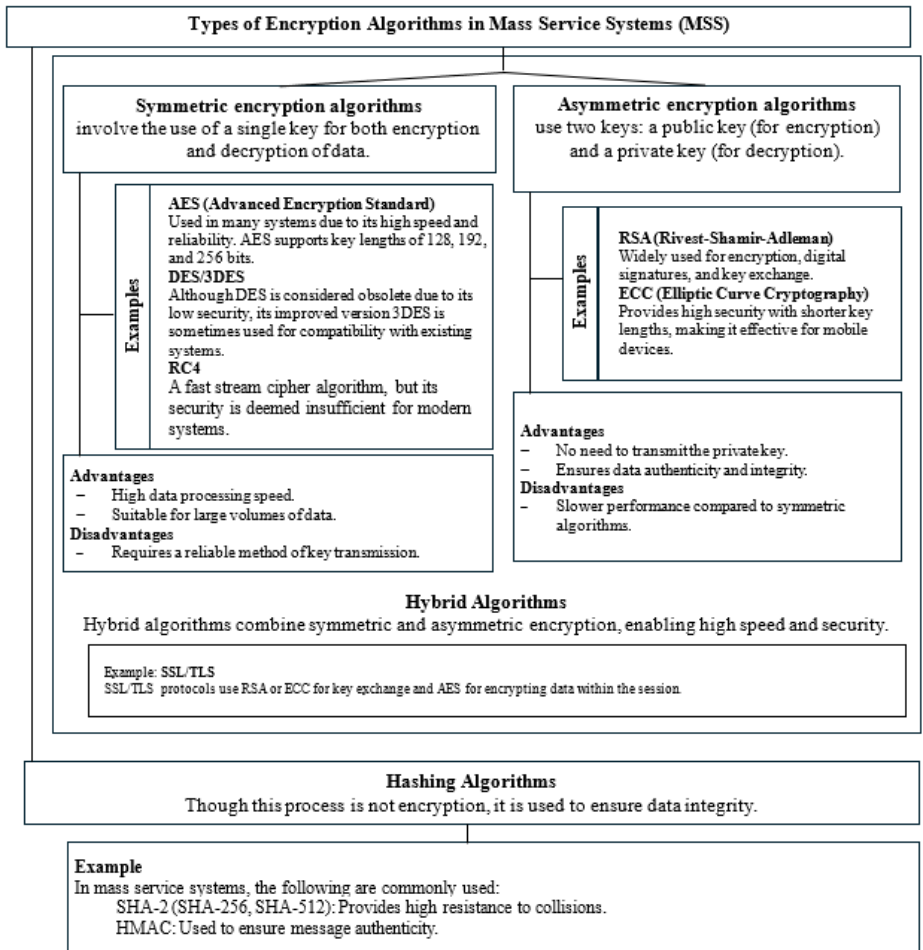 Types of Encryption Algorithms in Mass Service Systems (MSS)
Symmetric encryption algorithms
involve the use of a single key for both encryption
and decryption of data.
Examples
AES (Advanced Encryption Standard)
Used in many systems due to its high speed and
reliability. AES supports key lengths of 128, 192,
and 256 bits.
DES/3DES
Although DES is considered obsolete due to its
low security, its improved version 3DES is
sometimes used for compatibility with existing
systems.
RC4
A fast stream cipher algorithm, but its
security is deemed insufficient for modern
systems.
Advantages
– High data processing speed.
– Suitable for large volumes of data.
Disadvantages
– Requires a reliable method of key transmission.
Asymmetric encryption algorithms
use two keys: a public key (for encryption)
and a private key (for decryption).
Examples
RSA (Rivest-Shamir-Adleman)
Widely used for encryption, digital
signatures, and key exchange.
ECC (Elliptic Curve Cryptography)
Provides high security with shorter key
lengths, making it effective for mobile
devices.
Advantages
– No need to transmit the private key.
– Ensures data authenticity and integrity.
Disadvantages
– Slower performance compared to symmetric
algorithms.
Hybrid Algorithms
Hybrid algorithms combine symmetric and asymmetric encryption, enabling high speed and security.
Example: SSL/TLS
SSL/TLS protocols use RSA or ECC for key exchange and AES for encrypting data within the session.
Hashing Algorithms
Though this process is not encryption, it is used to ensure data integrity.
Example
In mass service systems, the following are commonly used:
SHA-2 (SHA-256, SHA-512): Provides high resistance to collisions.
HMAC: Used to ensure message authenticity.